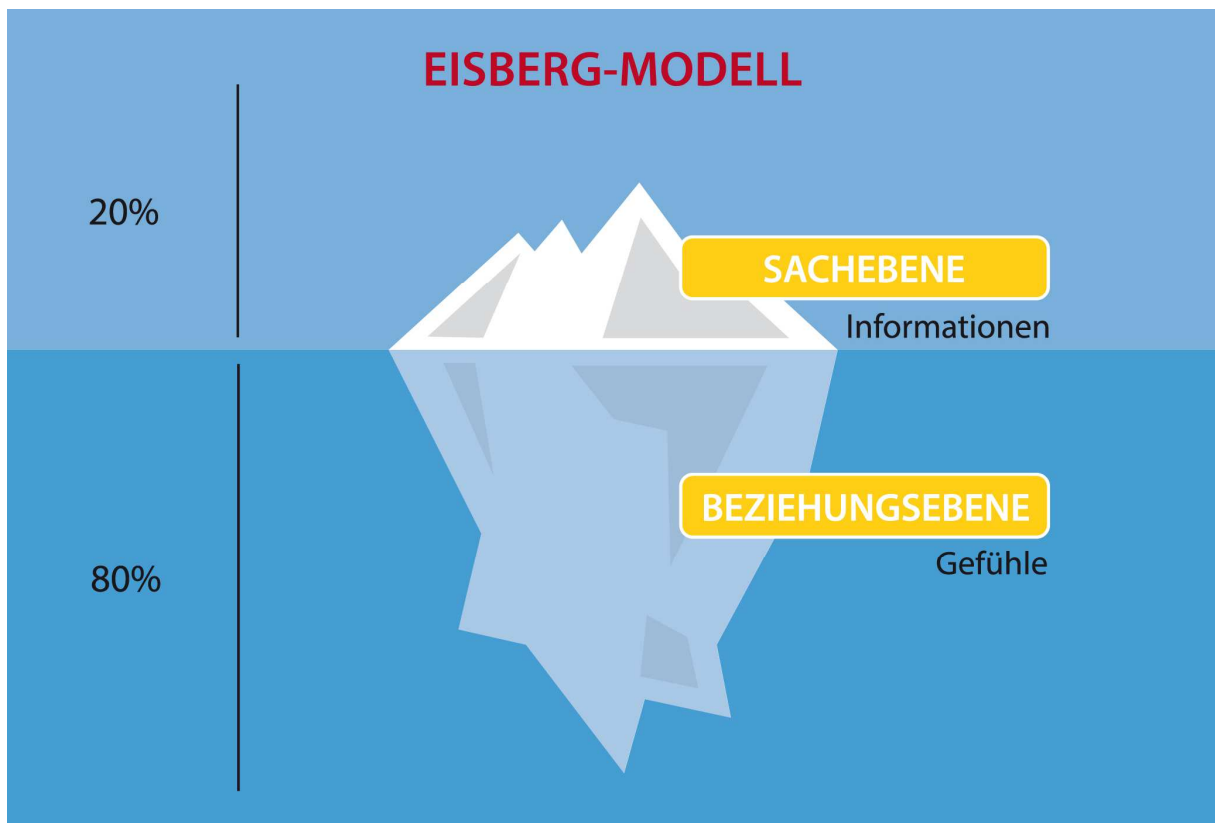 EISBERG-MODELL
20%
SACHEBENE
Informationen
BEZIEHUNGSEBENE
Gefühle
80%